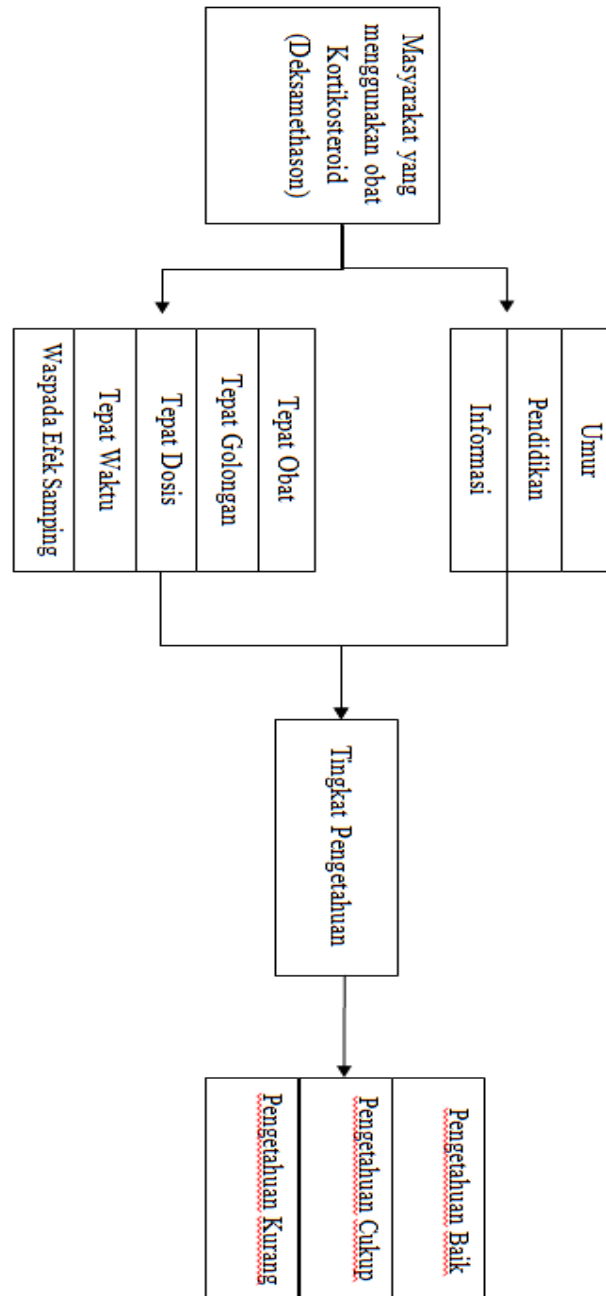 Masyarakat yang
menggunakan obat
Kortikosteroid
(Deksamethason)
Umur
Pendidikan
Informasi
Tepat Obat
Tepat Golongan
Tepat Dosis
Tepat Waktu
Waspada Efek Samping
Tingkat Pengetahuan
Pengetahuan Baik
Pengetahuan Cukup
Pengetahuan Kurang